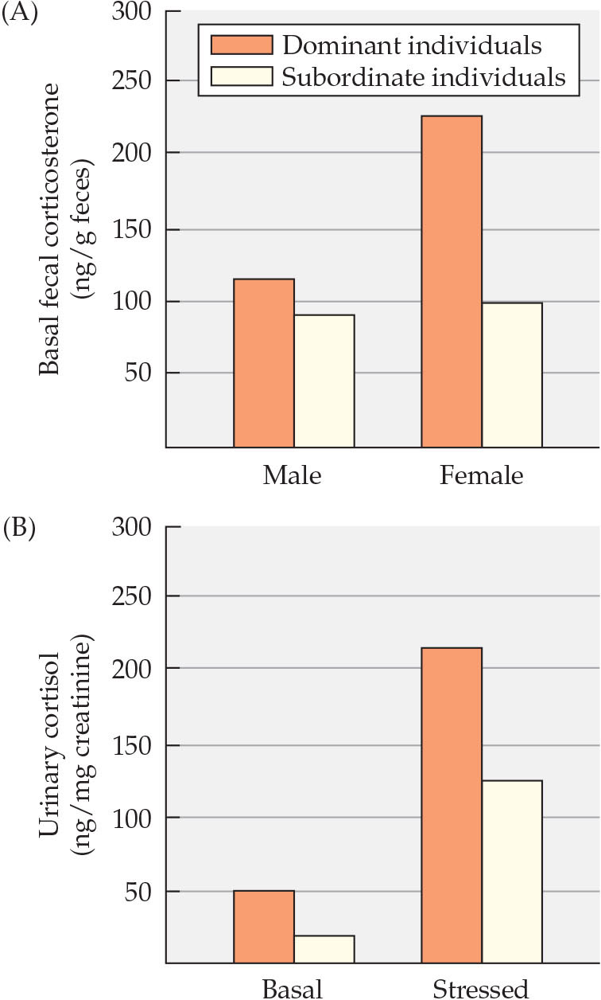 (A)
300
250
200
150
100
50
Basal fecal corticosterone
(ng/g feces)
Dominant individuals
Subordinate individuals
Male
Female
(B)
300
250
200
150
100
50
Urinary cortisol
(ng/mg creatinine)
Basal
Stressed